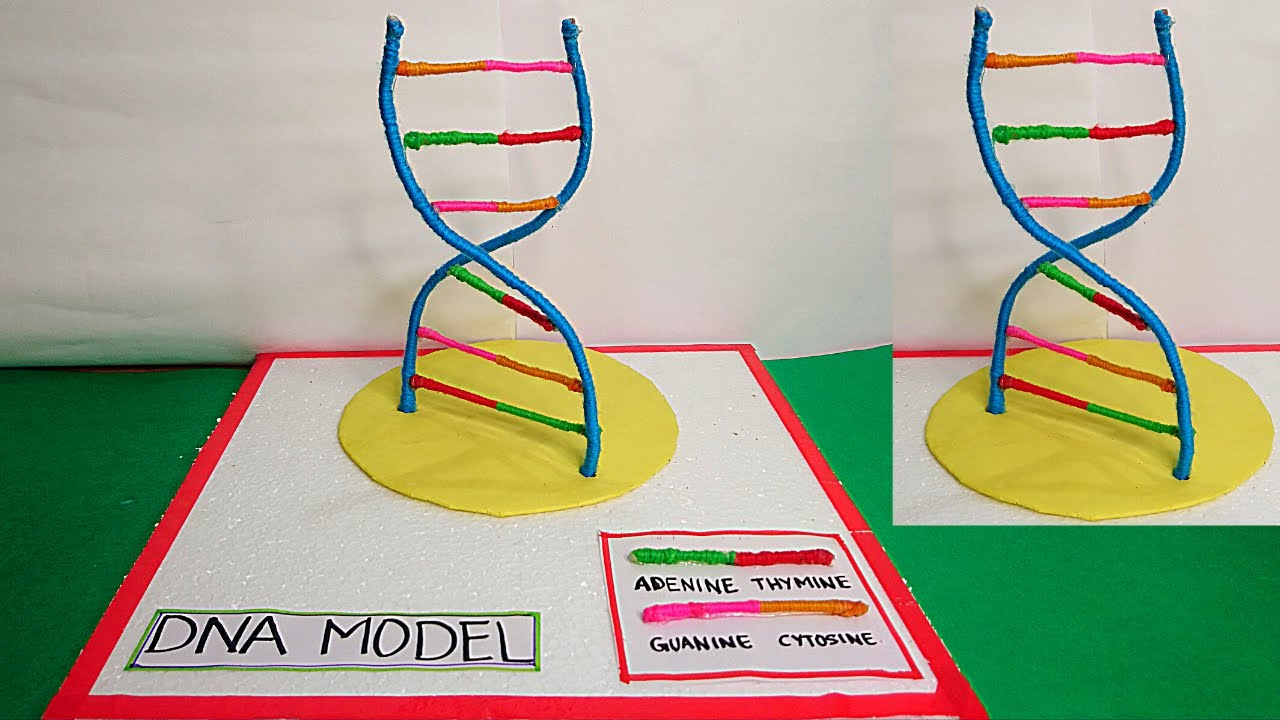 ADENINE THYMINE
GUANINE CYTOSINE
DNA MODEL